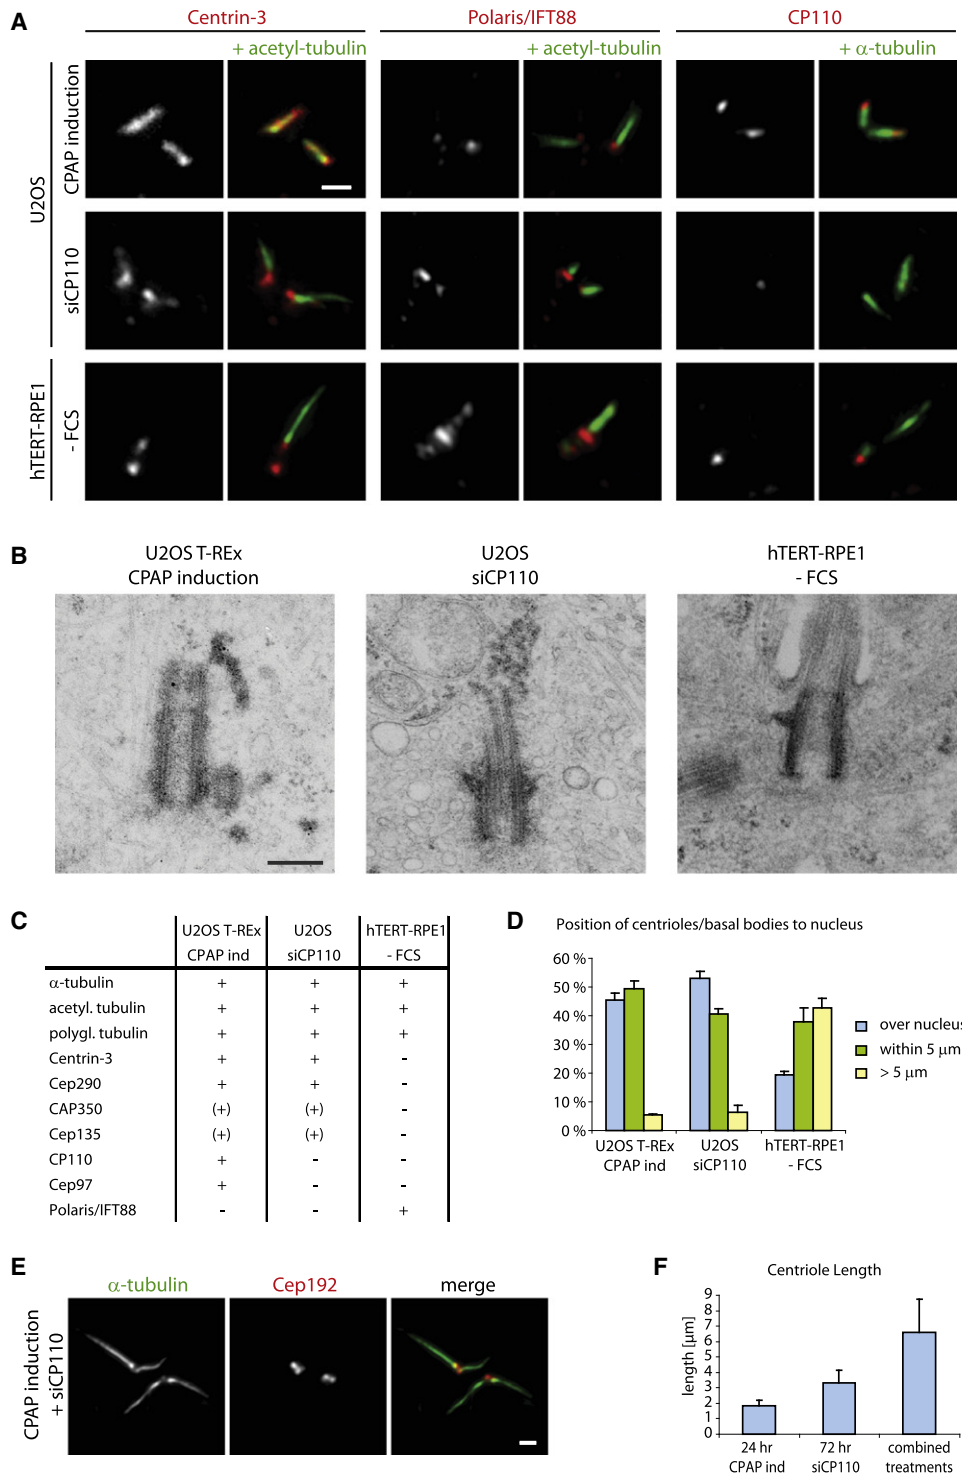 A
Centrin-3
Polaris/IFT88
CP110
+ acetyl-tubulin
+ acetyl-tubulin
+ α-tubulin
U2OS
CPAP induction
siCP110
hTERT-RPE1
- FCS
B
U2OS T-REx
CPAP induction
U2OS
siCP110
hTERT-RPE1
- FCS
C
U2OS T-REx U2OS hTERT-RPE1
CPAP ind siCP110 - FCS
α-tubulin + + +
acetyl. tubulin + + +
polygl. tubulin + + +
Centrin-3 + + -
Cep290 + + -
CAP350 (+) (+) -
Cep135 (+) (+) -
CP110 + - -
Cep97 + - -
Polaris/IFT88 - - +
D
Position of centrioles/basal bodies to nucleus
60 %
50 %
40 %
30 %
20 %
10 %
0 %
U2OS T-REx
CPAP ind
U2OS
siCP110
hTERT-RPE1
- FCS
over nucleus
within 5 μm
> 5 μm
E
α-tubulin
Cep192
merge
CPAP induction
+ siCP110
F
Centriole Length
length [μm]
9
8
7
6
5
4
3
2
1
0
24 hr
CPAP ind
72 hr
siCP110
combined
treatments